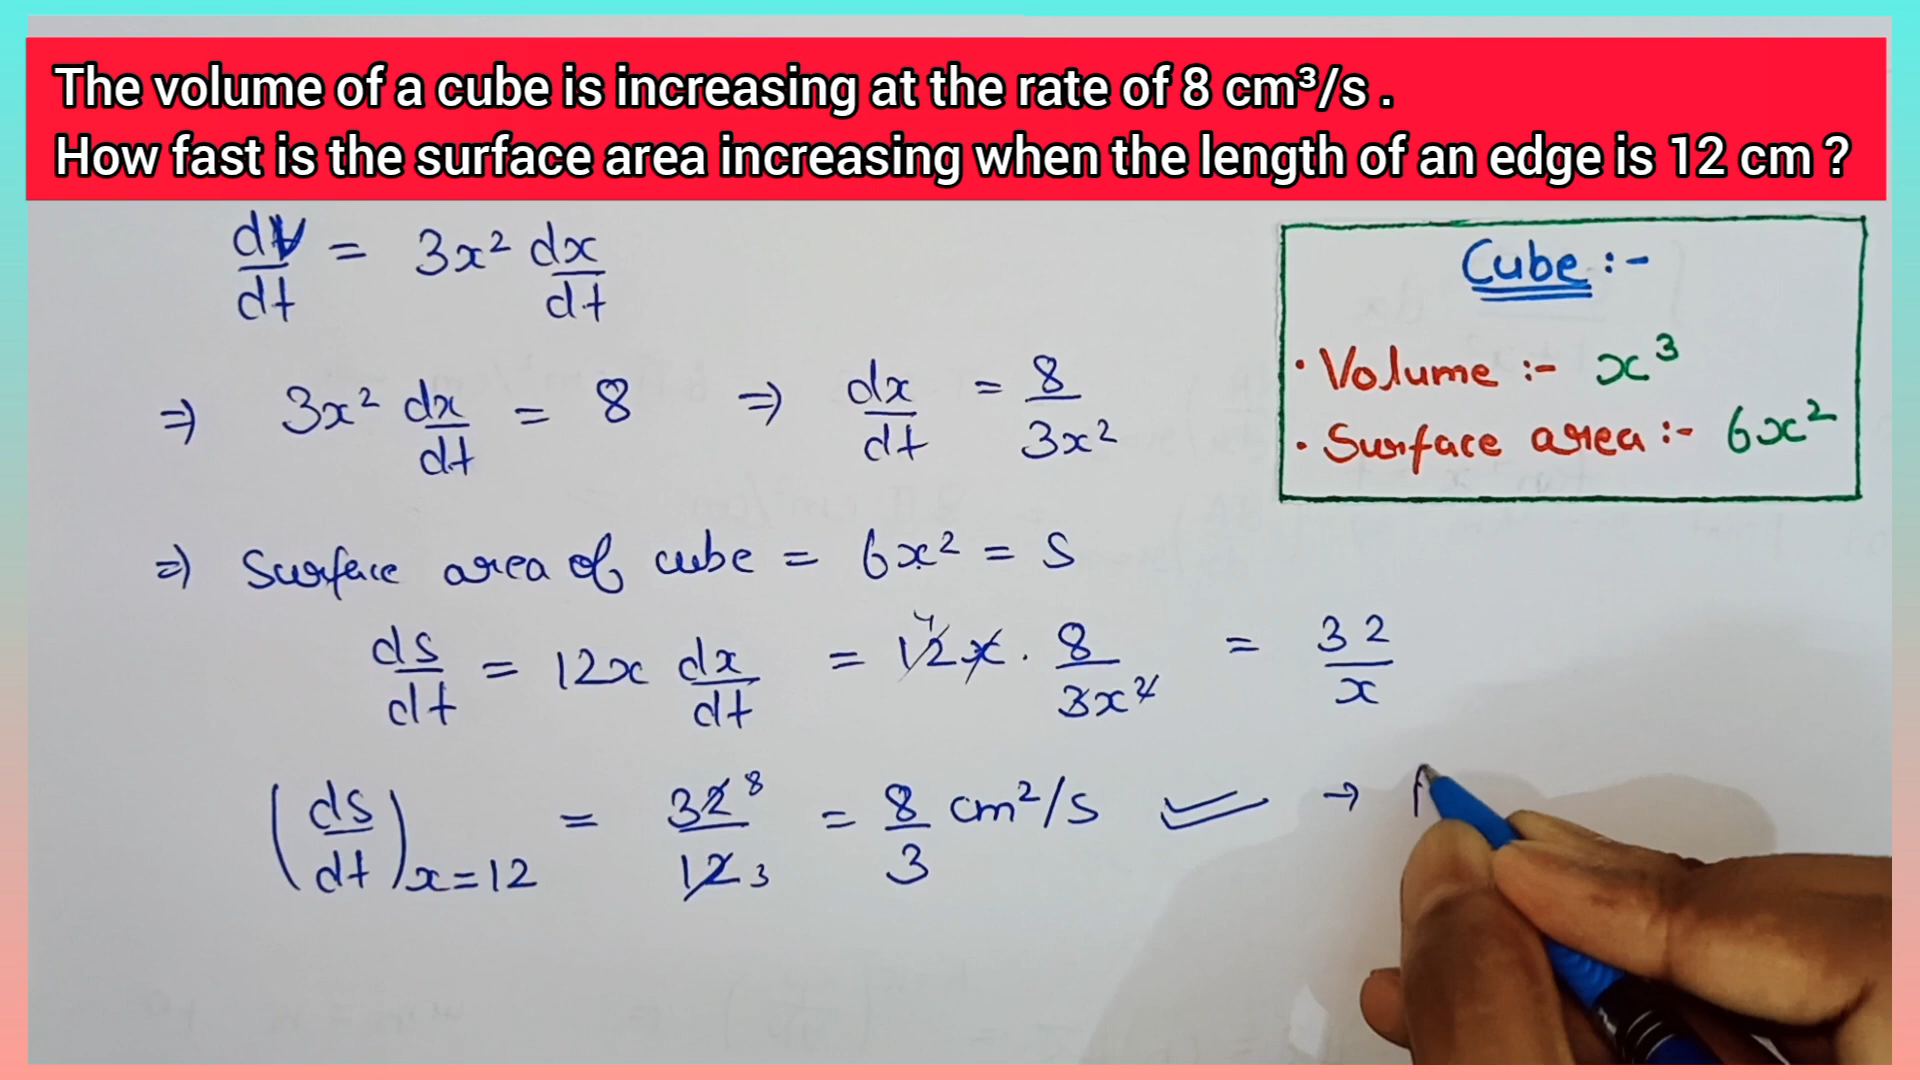 The volume of a cube is increasing at the rate of 8 cm³/s .
How fast is the surface area increasing when the length of an edge is 12 cm ?
dV/dt = 3x² dx/dt
⇒ 3x² dx/dt = 8 ⇒ dx/dt = 8/3x²
⇒ Surface area of cube = 6x² = S
ds/dt = 12x dx/dt = 12x · 8/3x² = 32/x
(ds/dt)x=12 = 32/12 = 8/3 cm²/s →
Cube :-
· Volume :- x³
· Surface area :- 6x²